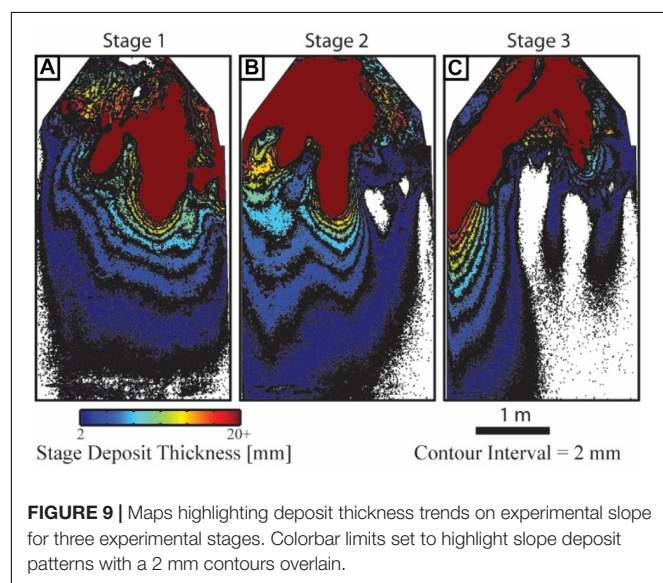 Stage 1 Stage 2 Stage 3
A B C
2 20+
1 m
Stage Deposit Thickness [mm] Contour Interval = 2 mm
FIGURE 9 | Maps highlighting deposit thickness trends on experimental slope
for three experimental stages. Colorbar limits set to highlight slope deposit
patterns with a 2 mm contours overlain.